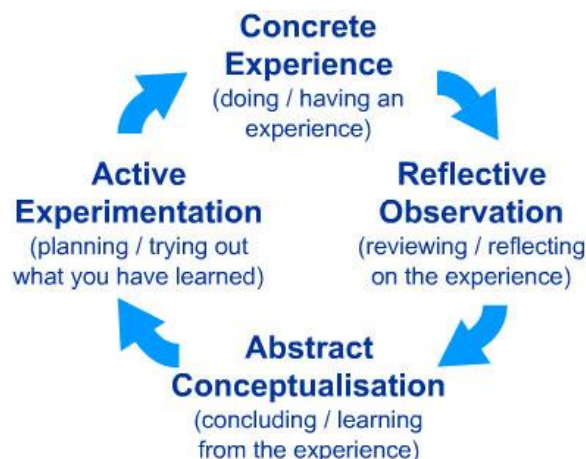 Concrete
Experience
(doing / having an
experience)
Reflective
Observation
(reviewing / reflecting
on the experience)
Abstract
Conceptualisation
(concluding / learning
from the experience)
Active
Experimentation
(planning / trying out
what you have learned)